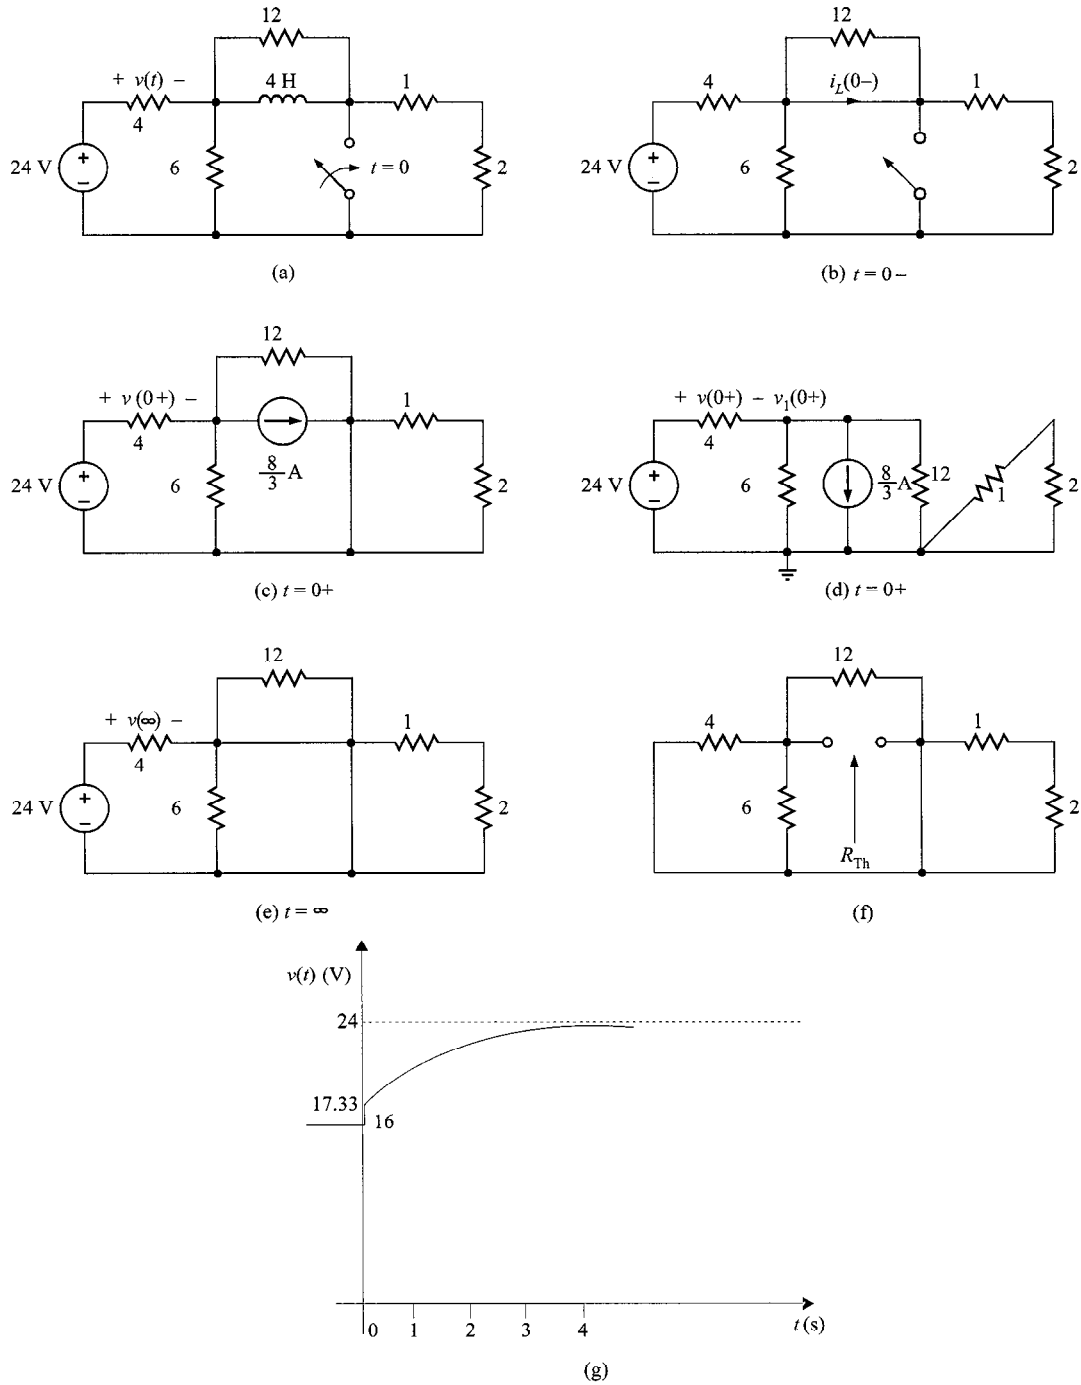 12
+ v(t) −
4 H
1
4
24 V
+
−
6
t = 0
2
(a)
12
4
i_L(0−)
1
24 V
+
−
6
2
(b) t = 0 −
12
+ v (0+) −
1
4
24 V
+
−
6
8/3 A
2
(c) t = 0+
+ v(0+) − v₁(0+)
4
24 V
+
−
6
8/3 A
12
1
2
(d) t = 0+
12
+ v(∞) −
1
4
24 V
+
−
6
2
(e) t = ∞
12
4
1
6
2
R_Th
(f)
v(t) (V)
24
17.33
16
0 1 2 3 4
t (s)
(g)